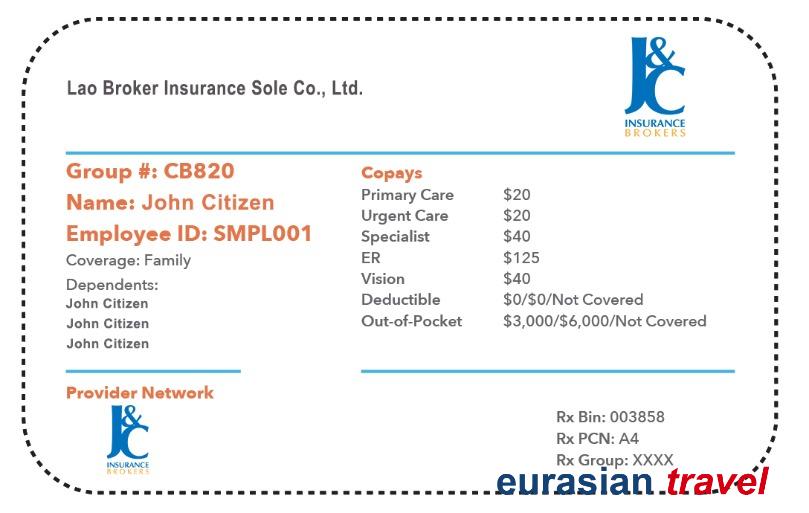 Lao Broker Insurance Sole Co., Ltd.
J&C
INSURANCE
BROKERS
Group #: CB820
Name: John Citizen
Employee ID: SMPL001
Coverage: Family
Dependents:
John Citizen
John Citizen
John Citizen
Copays
Primary Care $20
Urgent Care $20
Specialist $40
ER $125
Vision $40
Deductible $0/$0/Not Covered
Out-of-Pocket $3,000/$6,000/Not Covered
Provider Network
J&C
INSURANCE
BROKERS
Rx Bin: 003858
Rx PCN: A4
Rx Group: XXXX
eurasian travel